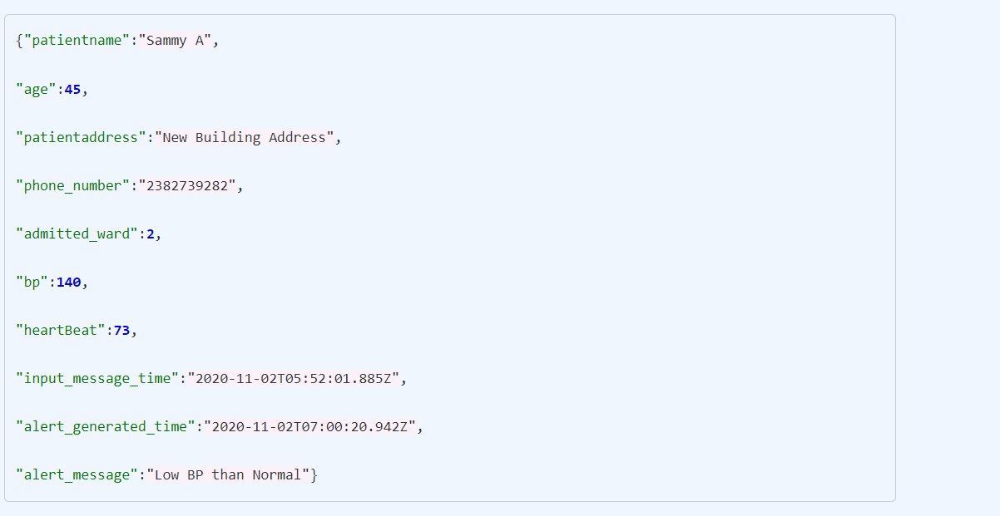 {"patientname":"Sammy A",
"age":45,
"patientaddress":"New Building Address",
"phone_number":"2382739282",
"admitted_ward":2,
"bp":140,
"heartBeat":73,
"input_message_time":"2020-11-02T05:52:01.885Z",
"alert_generated_time":"2020-11-02T07:00:20.942Z",
"alert_message":"Low BP than Normal"}